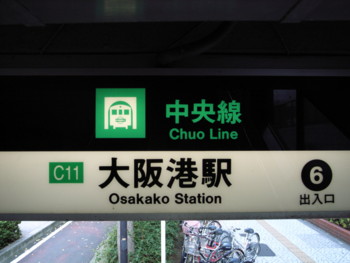 中央線
Chuo Line
C11 大阪港駅 6
Osakako Station 出入口